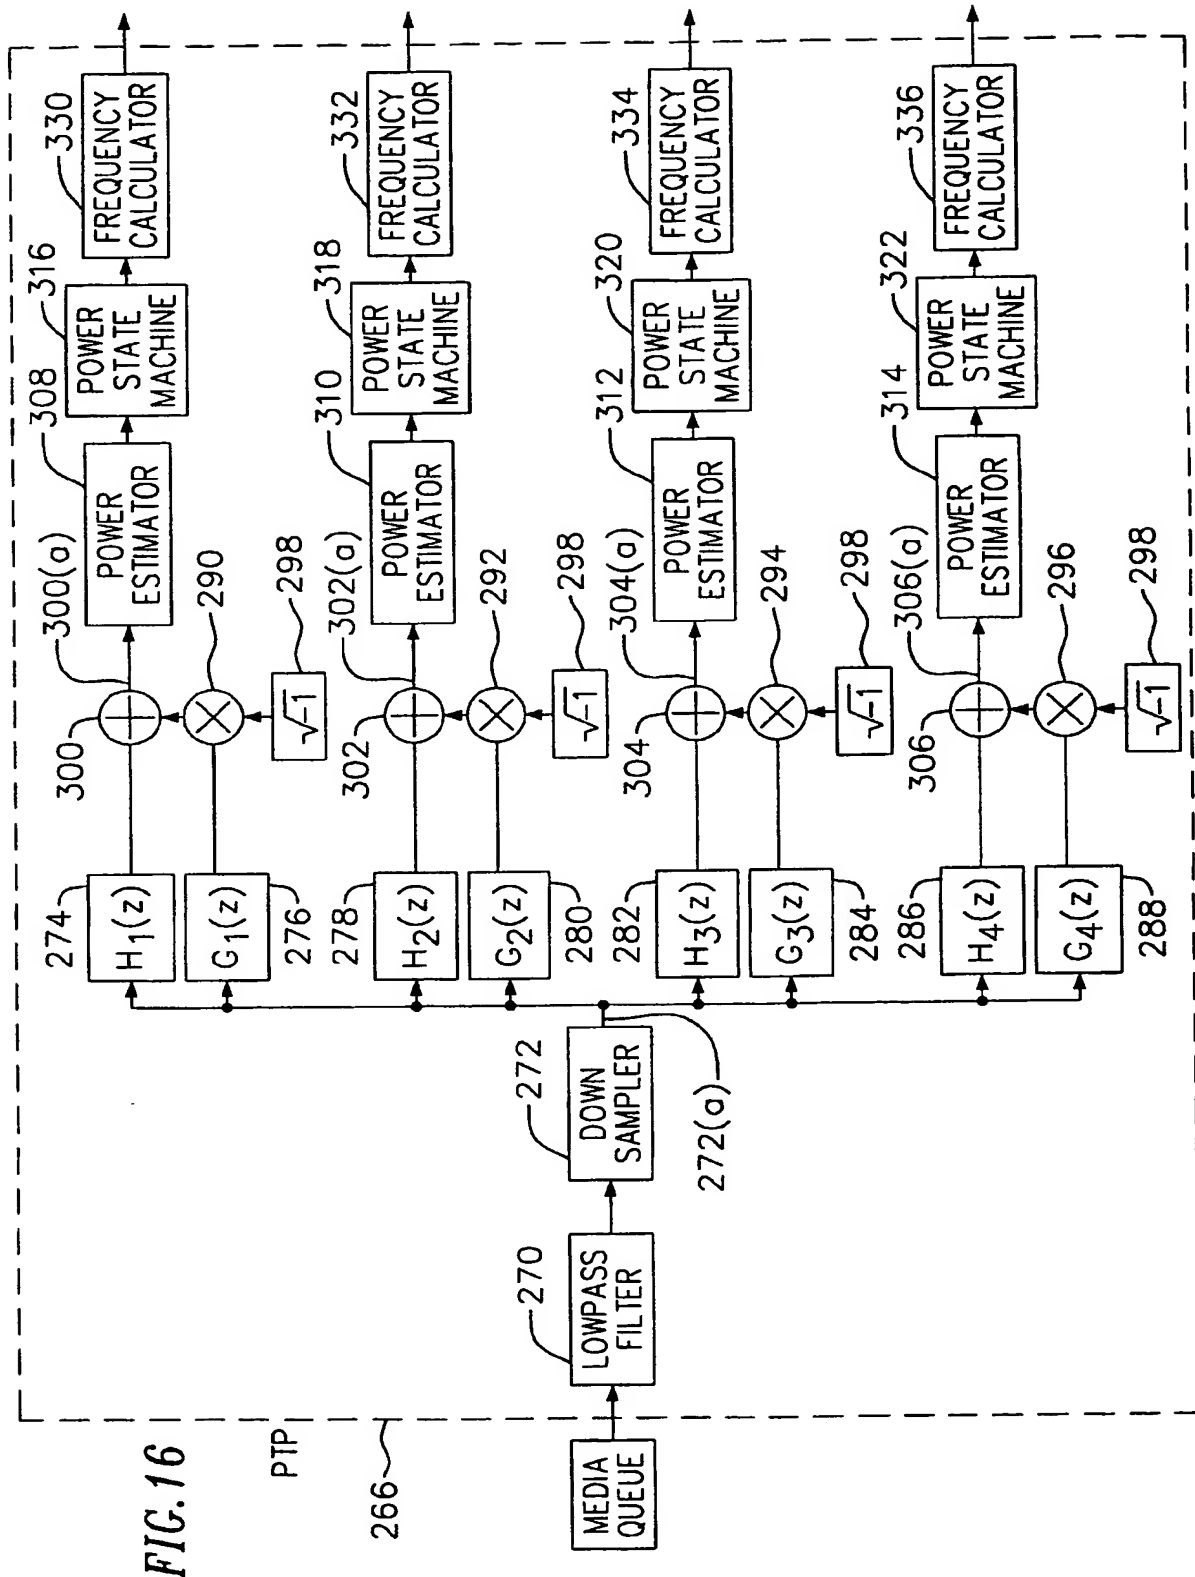 FIG. 16
PTP
266
MEDIA
QUEUE
270
LOWPASS
FILTER
272
DOWN
SAMPLER
272(a)
274
H1(z)
G1(z)
276
300
300(a)
290
√-1
298
308
POWER
ESTIMATOR
316
POWER
STATE
MACHINE
330
FREQUENCY
CALCULATOR
278
H2(z)
G2(z)
280
302
302(a)
292
√-1
298
310
POWER
ESTIMATOR
318
POWER
STATE
MACHINE
332
FREQUENCY
CALCULATOR
282
H3(z)
G3(z)
284
304
304(a)
294
√-1
298
312
POWER
ESTIMATOR
320
POWER
STATE
MACHINE
334
FREQUENCY
CALCULATOR
286
H4(z)
G4(z)
288
306
306(a)
296
√-1
298
314
POWER
ESTIMATOR
322
POWER
STATE
MACHINE
336
FREQUENCY
CALCULATOR